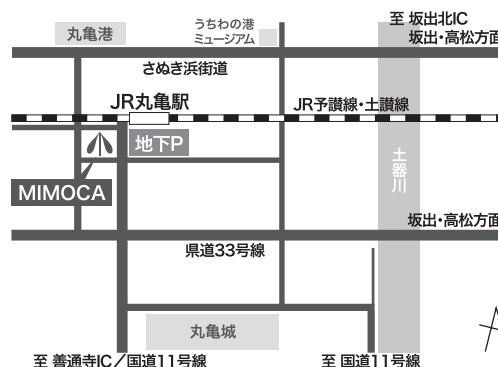 至 坂出北IC
坂出・高松方面
丸亀港
うちわの港
ミュージアム
さぬき浜街道
JR丸亀駅
JR予讃線・土讃線
地下P
土器川
MIMOCA
坂出・高松方面
県道33号線
丸亀城
至 善通寺IC／国道11号線
至 国道11号線